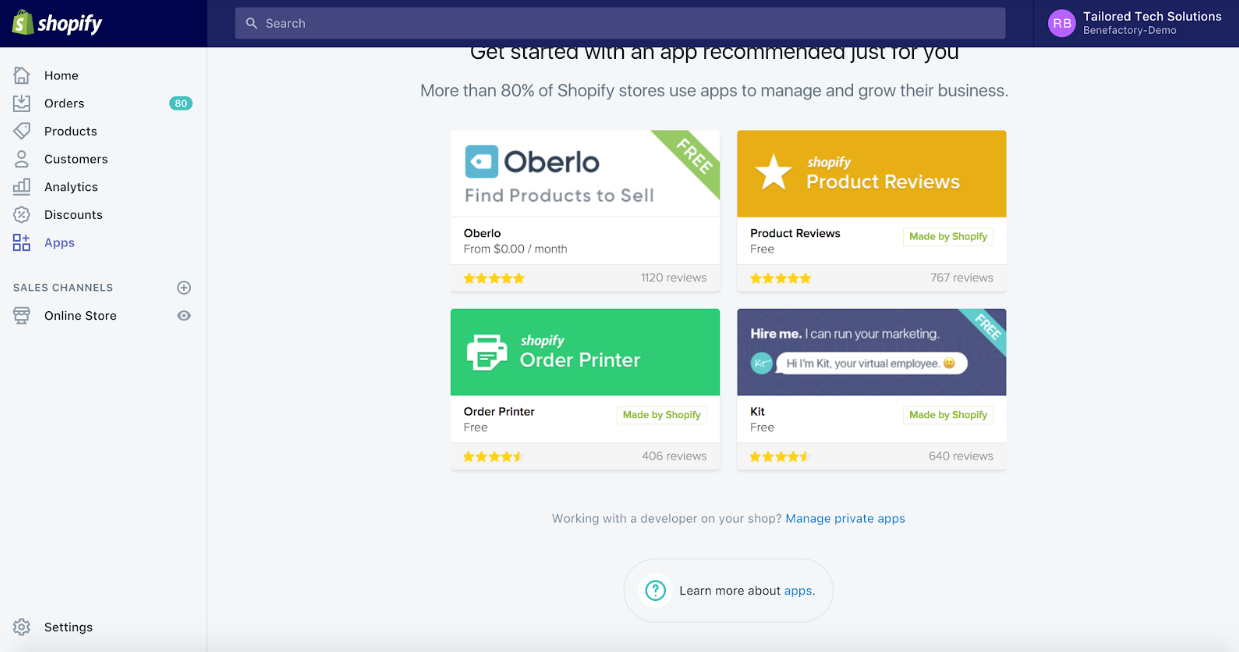 shopify
Search
RB
Tailored Tech Solutions
Benefactory-Demo
Home
Orders
80
Products
Customers
Analytics
Discounts
Apps
SALES CHANNELS
Online Store
Settings
Get started with an app recommended just for you
More than 80% of Shopify stores use apps to manage and grow their business.
Oberlo
FREE
Find Products to Sell
Oberlo
From $0.00 / month
1120 reviews
shopify
Product Reviews
Product Reviews
Made by Shopify
Free
767 reviews
shopify
Order Printer
Order Printer
Made by Shopify
Free
406 reviews
Hire me. I can run your marketing.
FREE
Hi I'm Kit, your virtual employee. 😀
Kit
Made by Shopify
Free
640 reviews
Working with a developer on your shop? Manage private apps
Learn more about apps.